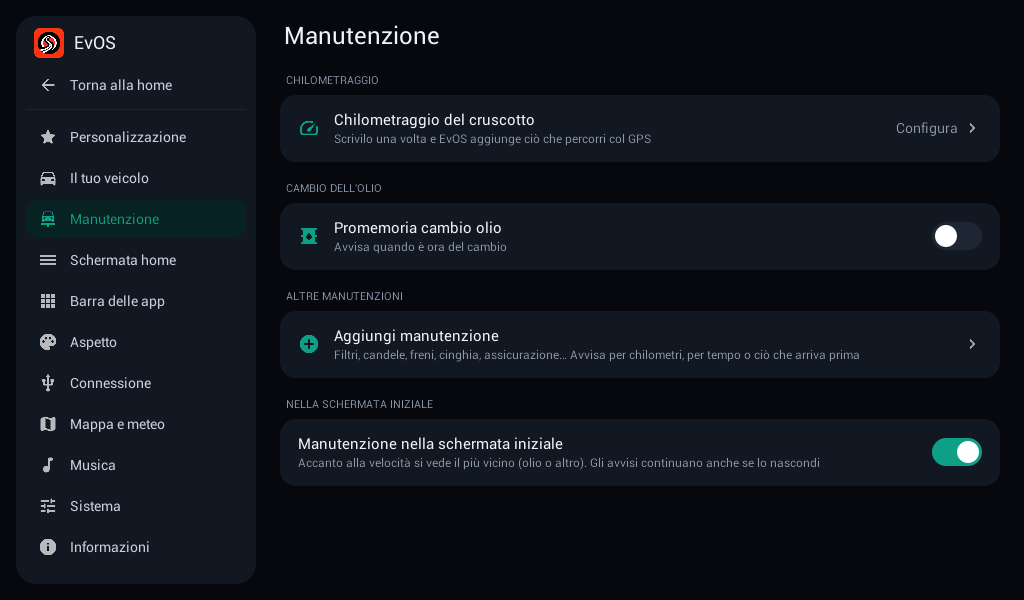 EvOS
Torna alla home
Personalizzazione
Il tuo veicolo
Manutenzione
Schermata home
Barra delle app
Aspetto
Connessione
Mappa e meteo
Musica
Sistema
Informazioni
Manutenzione
CHILOMETRAGGIO
Chilometraggio del cruscotto
Scrivilo una volta e EvOS aggiunge ciò che percorri col GPS
Configura
CAMBIO DELL'OLIO
Promemoria cambio olio
Avvisa quando è ora del cambio
ALTRE MANUTENZIONI
Aggiungi manutenzione
Filtri, candele, freni, cinghia, assicurazione... Avvisa per chilometri, per tempo o ciò che arriva prima
NELLA SCHERMATA INIZIALE
Manutenzione nella schermata iniziale
Accanto alla velocità si vede il più vicino (olio o altro). Gli avvisi continuano anche se lo nascondi